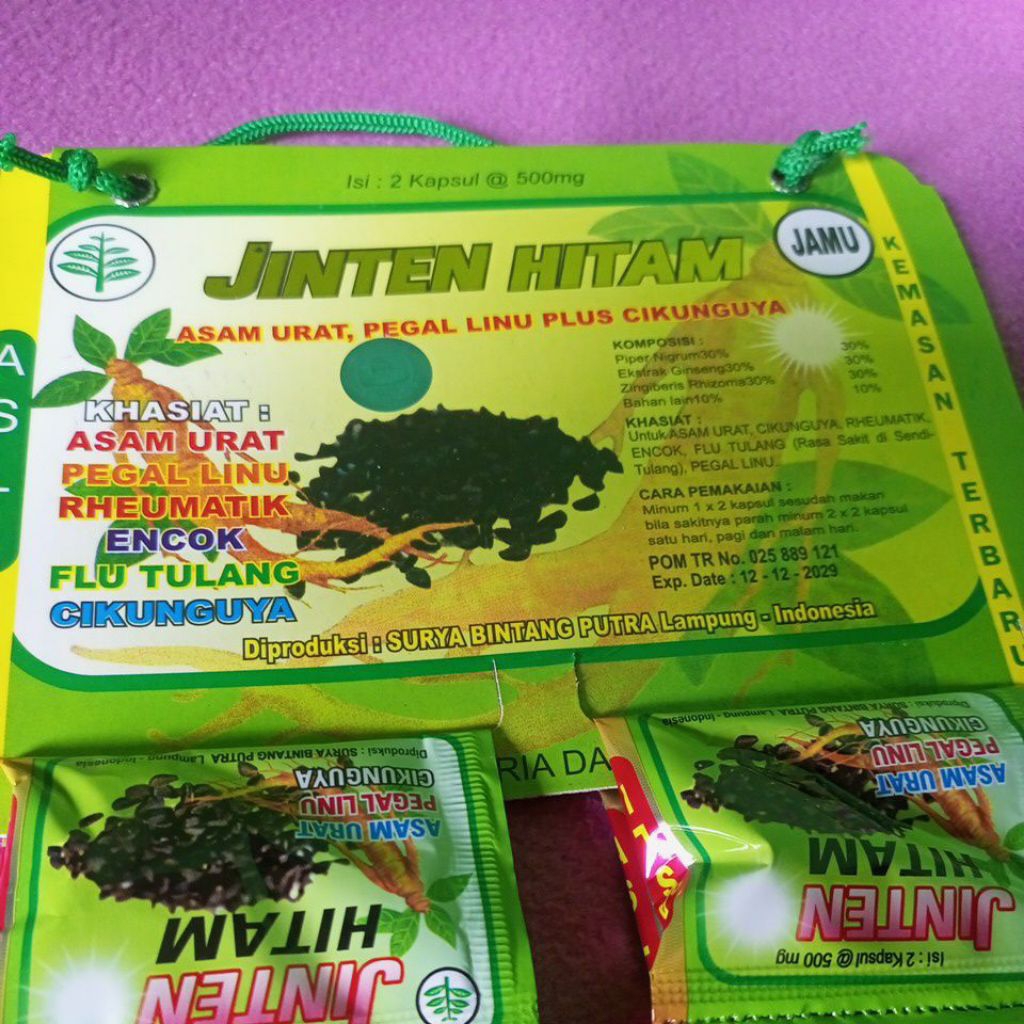 Isi : 2 Kapsul @ 500mg
JINTEN HITAM
JAMU
ASAM URAT, PEGAL LINU PLUS CIKUNGUYA
KHASIAT :
ASAM URAT
PEGAL LINU
RHEUMATIK
ENCOK
FLU TULANG
CIKUNGUYA
KOMPOSISI :
Piper Nigrum30% 30%
Ekstrak Ginseng30% 30%
Zingiberis Rhizoma30% 30%
Bahan lain10% 10%
KHASIAT :
Untuk ASAM URAT, CIKUNGUYA, RHEUMATIK,
ENCOK, FLU TULANG (Rasa Sakit di Sendi-
Tulang), PEGAL LINU..
CARA PEMAKAIAN :
Minum 1 x 2 kapsul sesudah makan
bila sakitnya parah minum 2 x 2 kapsul
satu hari, pagi dan malam hari.
POM TR No. 025 889 121
Exp. Date : 12 - 12 - 2029
Diproduksi : SURYA BINTANG PUTRA Lampung - Indonesia
KEMASAN TERBARU
ASL
RIA DA
Diproduksi : SURYA BINTANG PUTRA Lampung - Indonesia
CIKUNGUYA
PEGAL LINU
ASAM URAT
HITAM
JINTEN
Diproduksi : SURYA BINTANG PUTRA Lampung - Indonesia
CIKUNGUYA
PEGAL LINU
ASAM URAT
HITAM
JINTEN
Isi : 2 Kapsul @ 500 mg